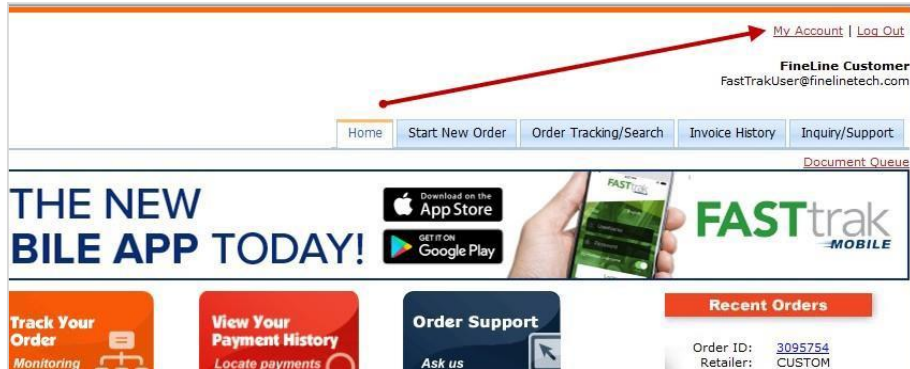 My Account | Log Out
FineLine Customer
FastTrakUser@finelinetech.com
Home Start New Order Order Tracking/Search Invoice History Inquiry/Support
Document Queue
THE NEW
BILE APP TODAY!
Download on the
App Store
GET IT ON
Google Play
FASTtrak
Username
Password
FASTtrak
MOBILE
Track Your
Order
Monitoring
View Your
Payment History
Locate payments
Order Support
Ask us
Recent Orders
Order ID: 3095754
Retailer: CUSTOM